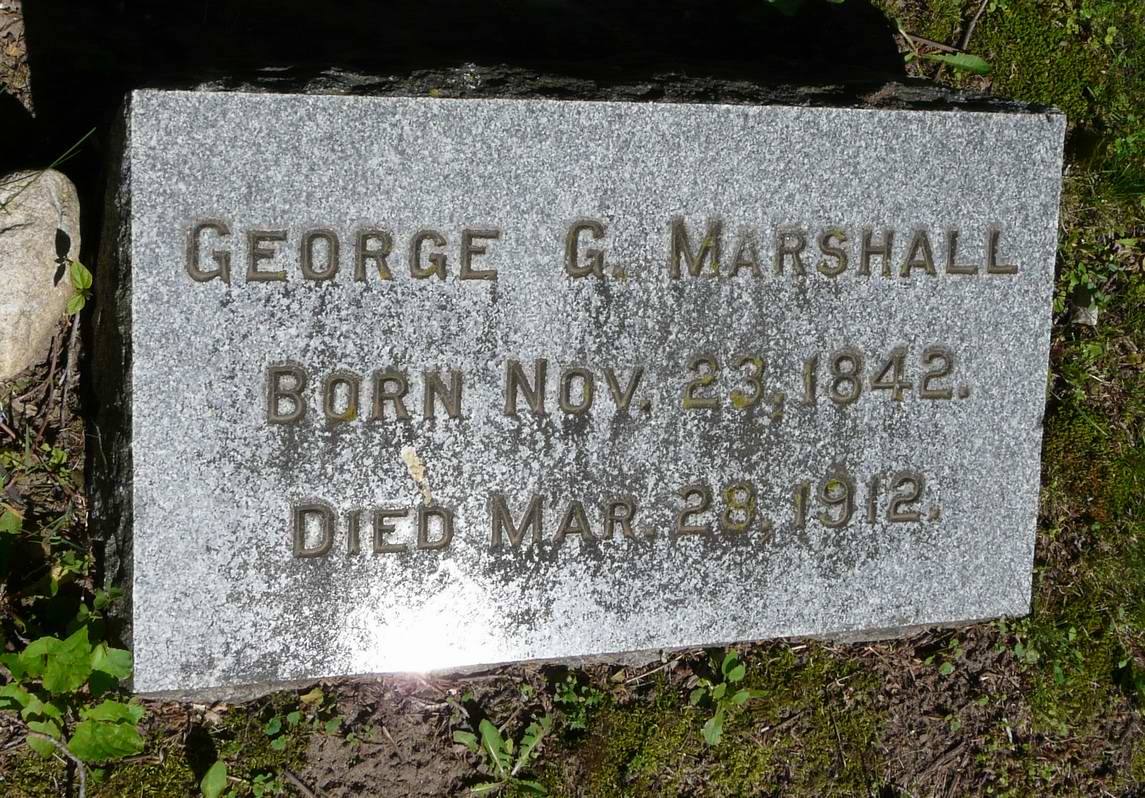 GEORGE G. MARSHALL
BORN NOV. 23, 1842.
DIED MAR. 28, 1912.